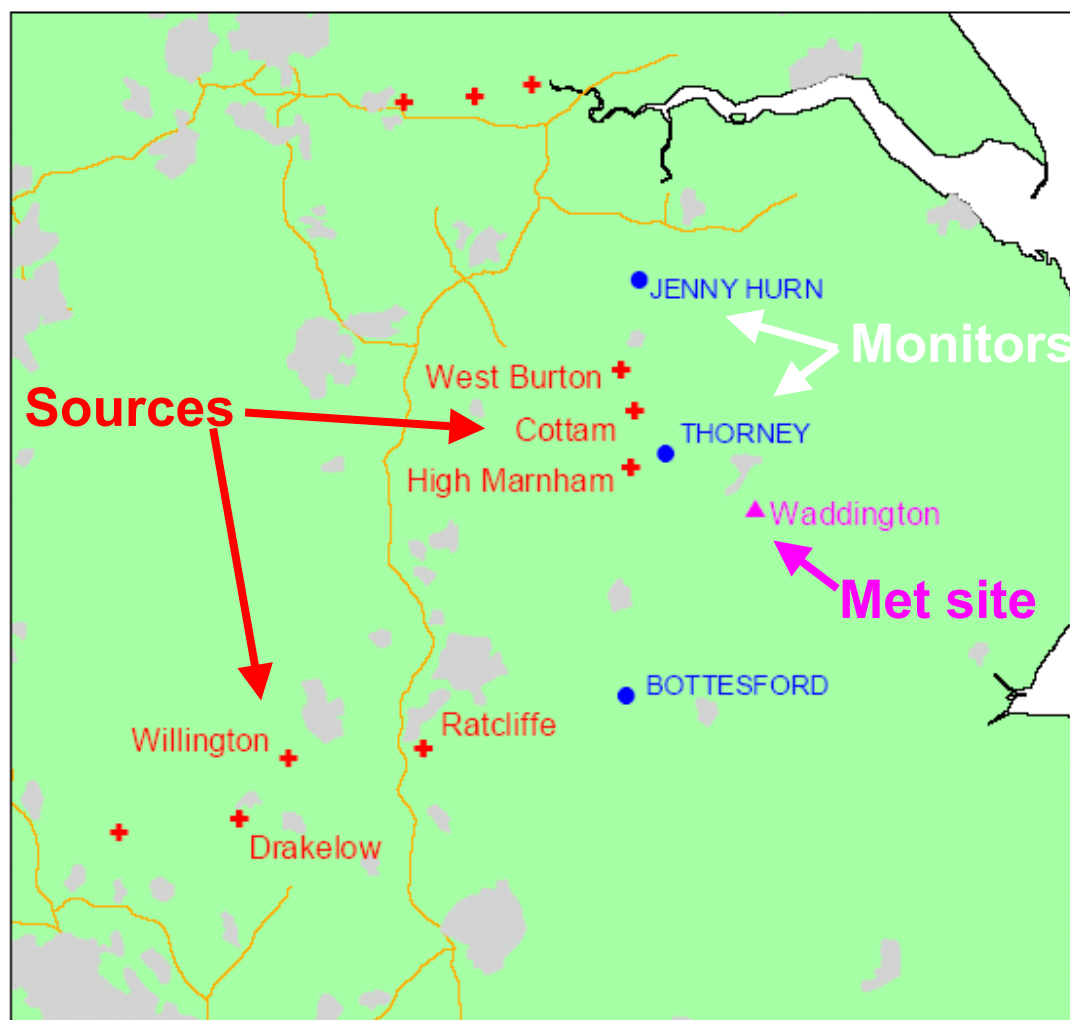 JENNY HURN
Monitors
West Burton
Sources
Cottam
THORNEY
High Marnham
Waddington
Met site
BOTTESFORD
Ratcliffe
Willington
Drakelow